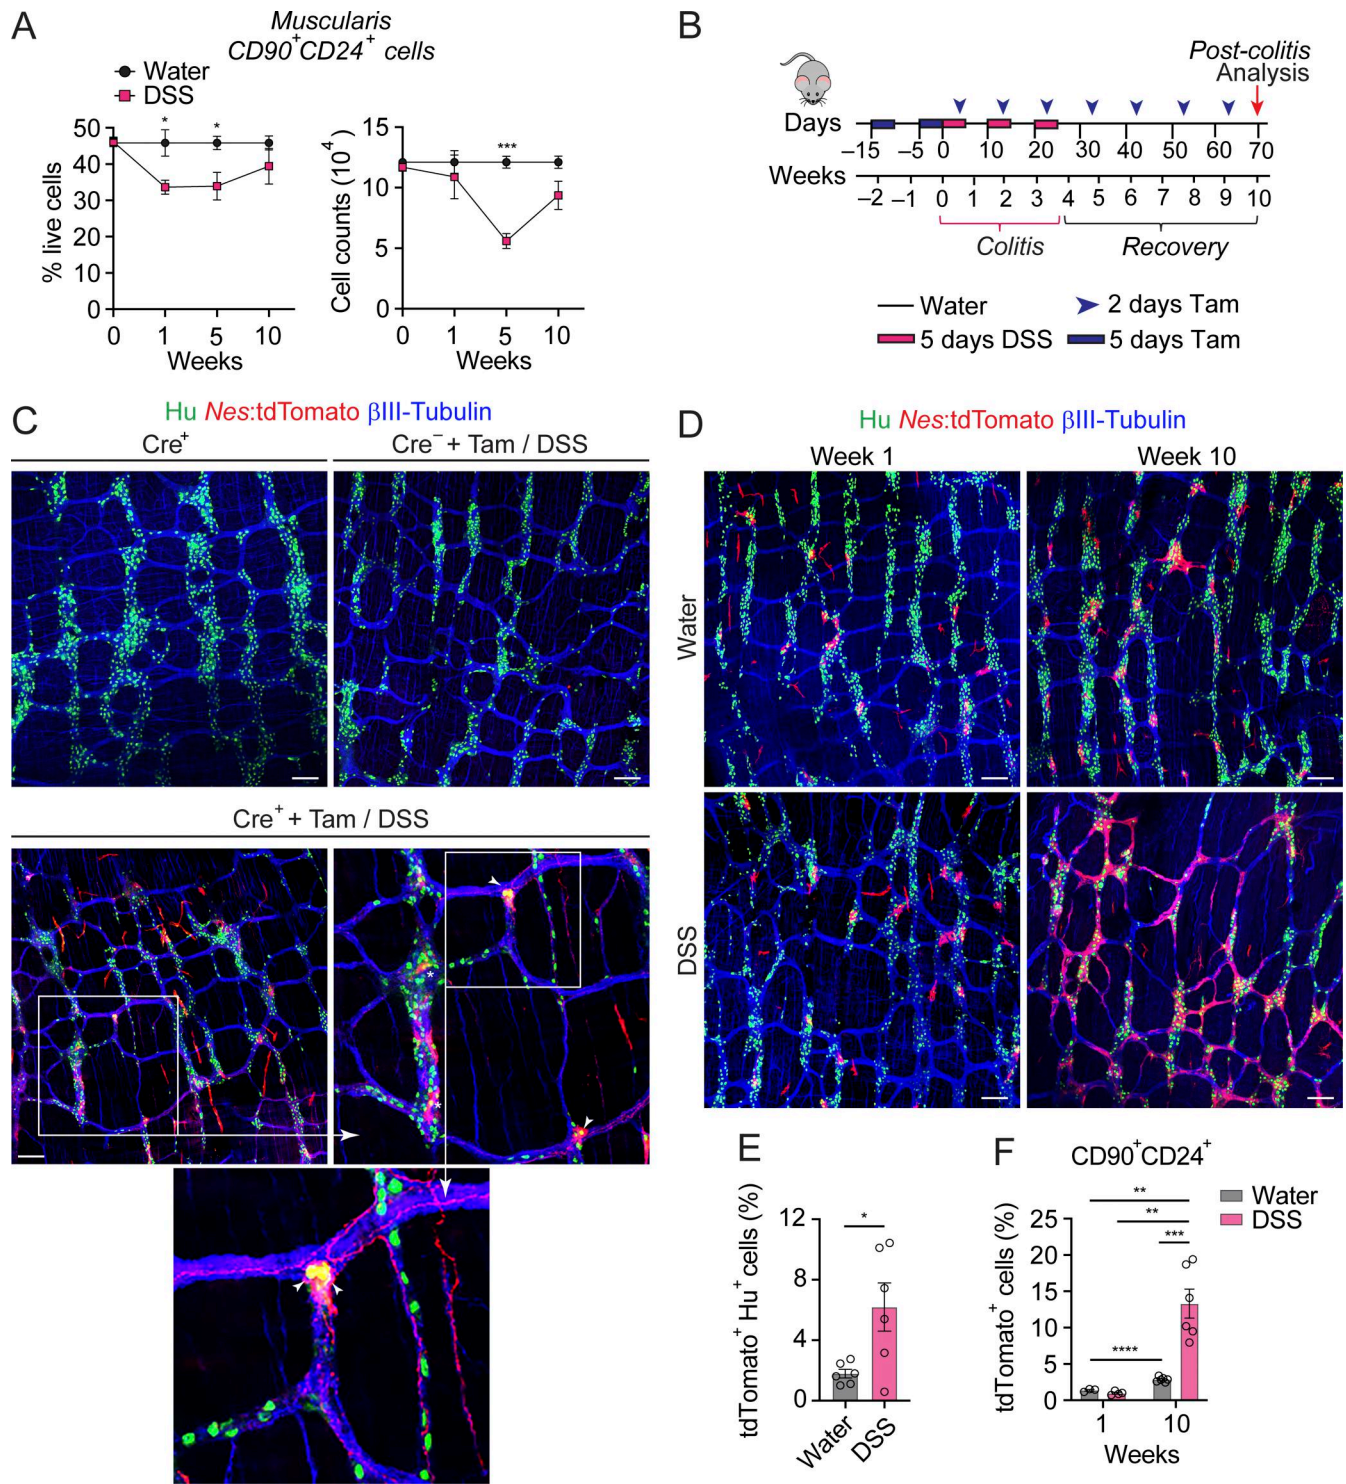 A
Muscularis
CD90⁺CD24⁺ cells
Water
DSS
% live cells
50
40
30
20
10
0
*
*
0 1 5 10
Weeks
Cell counts (10⁴)
15
10
5
0
***
0 1 5 10
Weeks
B
Post-colitis
Analysis
Days
–15 –5 0 10 20 30 40 50 60 70
Weeks
–2 –1 0 1 2 3 4 5 6 7 8 9 10
Colitis Recovery
Water 2 days Tam
5 days DSS 5 days Tam
C
Hu Nes:tdTomato βIII-Tubulin
Cre⁺ Cre⁻ + Tam / DSS
Cre⁺ + Tam / DSS
*
*
D
Hu Nes:tdTomato βIII-Tubulin
Week 1 Week 10
Water
DSS
E
tdTomato⁺ Hu⁺ cells (%)
12
8
4
0
*
Water DSS
F
CD90⁺CD24⁺
Water
DSS
tdTomato⁺ cells (%)
25
20
15
10
5
0
**
**
***
****
1 10
Weeks